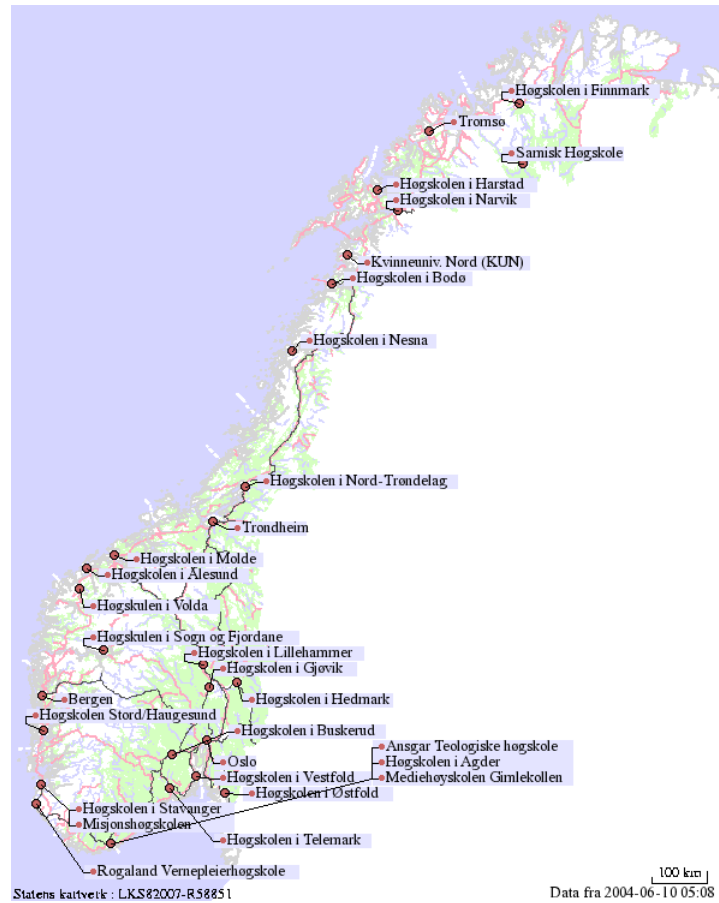 Høgskolen i Finnmark
Tromsø
Samisk Høgskole
Høgskolen i Harstad
Høgskolen i Narvik
Kvinneuniv. Nord (KUN)
Høgskolen i Bodø
Høgskolen i Nesna
Høgskolen i Nord-Trøndelag
Trondheim
Høgskolen i Molde
Høgskolen i Ålesund
Høgskulen i Volda
Høgskulen i Sogn og Fjordane
Høgskolen i Lillehammer
Høgskolen i Gjøvik
Bergen
Høgskolen i Hedmark
Høgskolen Stord/Haugesund
Høgskolen i Buskerud
Ansgar Teologiske høgskole
Oslo
Høgskolen i Agder
Høgskolen i Vestfold
Mediehøyskolen Gimlekollen
Høgskolen i Østfold
Høgskolen i Stavanger
Misjonshøgskolen
Høgskolen i Telemark
Rogaland Vernepleierhøgskole
100 km
Statens kartverk : LKS82007-R58851
Data fra 2004-06-10 05:08